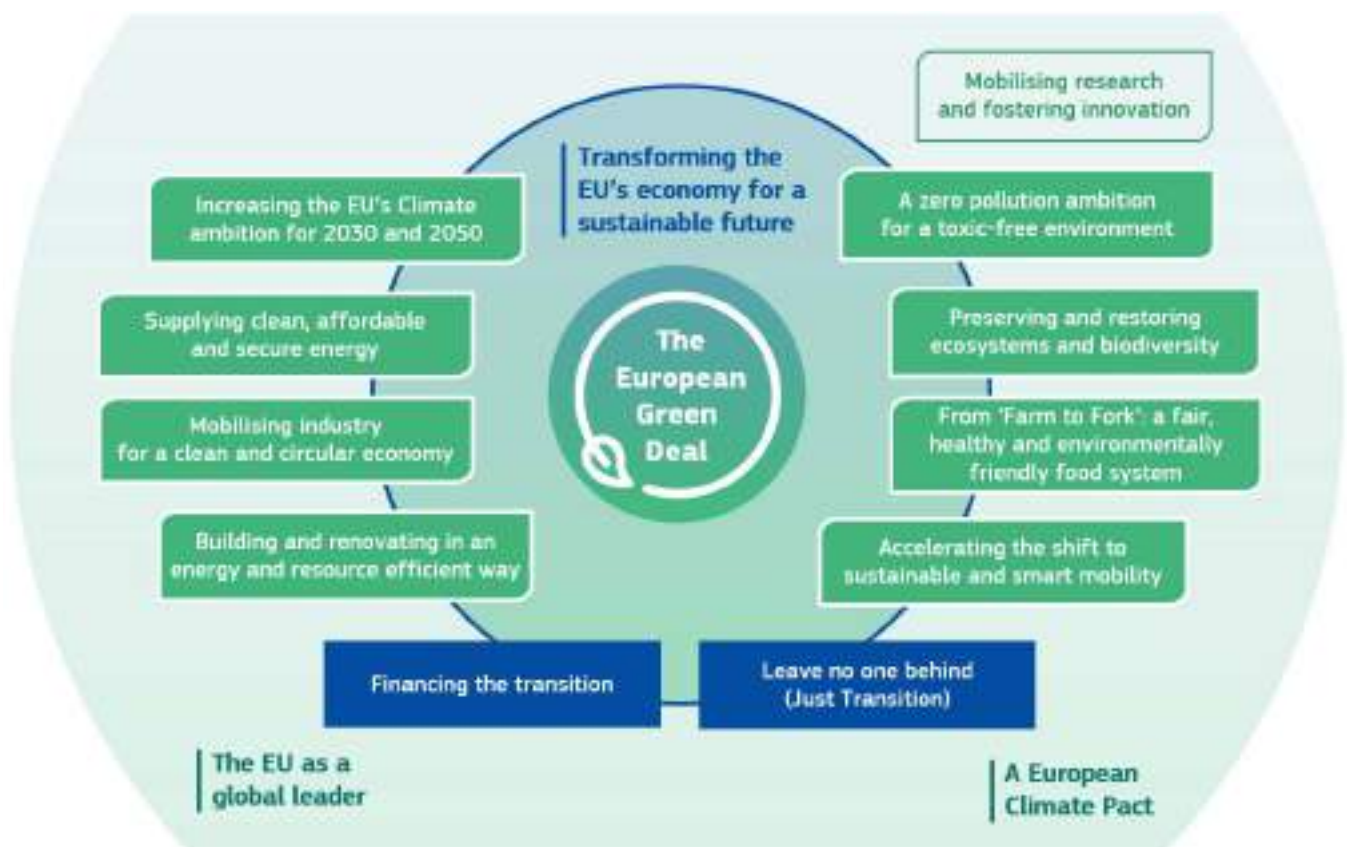 Mobilising research
and fostering innovation
Transforming the
EU's economy for a
sustainable future
Increasing the EU's Climate
ambition for 2030 and 2050
A zero pollution ambition
for a toxic-free environment
Supplying clean, affordable
and secure energy
The
European
Green
Deal
Preserving and restoring
ecosystems and biodiversity
Mobilising industry
for a clean and circular economy
From 'Farm to Fork': a fair,
healthy and environmentally
friendly food system
Building and renovating in an
energy and resource efficient way
Accelerating the shift to
sustainable and smart mobility
Financing the transition
Leave no one behind
(Just Transition)
The EU as a
global leader
A European
Climate Pact